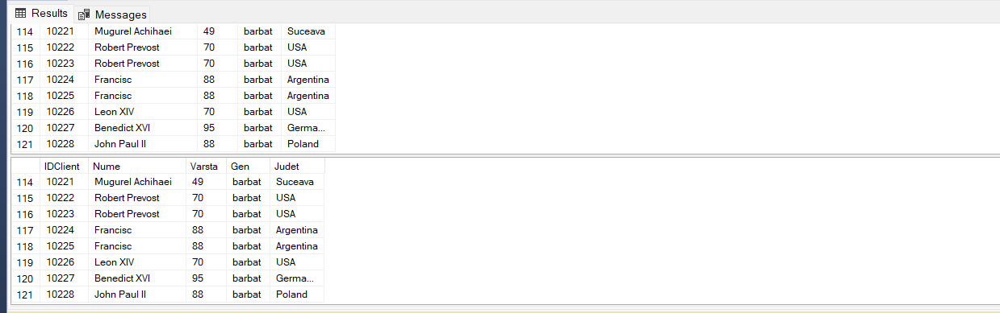 Results Messages
114 10221 Mugurel Achihaei 49 barbat Suceava
115 10222 Robert Prevost 70 barbat USA
116 10223 Robert Prevost 70 barbat USA
117 10224 Francisc 88 barbat Argentina
118 10225 Francisc 88 barbat Argentina
119 10226 Leon XIV 70 barbat USA
120 10227 Benedict XVI 95 barbat Germa...
121 10228 John Paul II 88 barbat Poland
IDClient Nume Varsta Gen Judet
114 10221 Mugurel Achihaei 49 barbat Suceava
115 10222 Robert Prevost 70 barbat USA
116 10223 Robert Prevost 70 barbat USA
117 10224 Francisc 88 barbat Argentina
118 10225 Francisc 88 barbat Argentina
119 10226 Leon XIV 70 barbat USA
120 10227 Benedict XVI 95 barbat Germa...
121 10228 John Paul II 88 barbat Poland